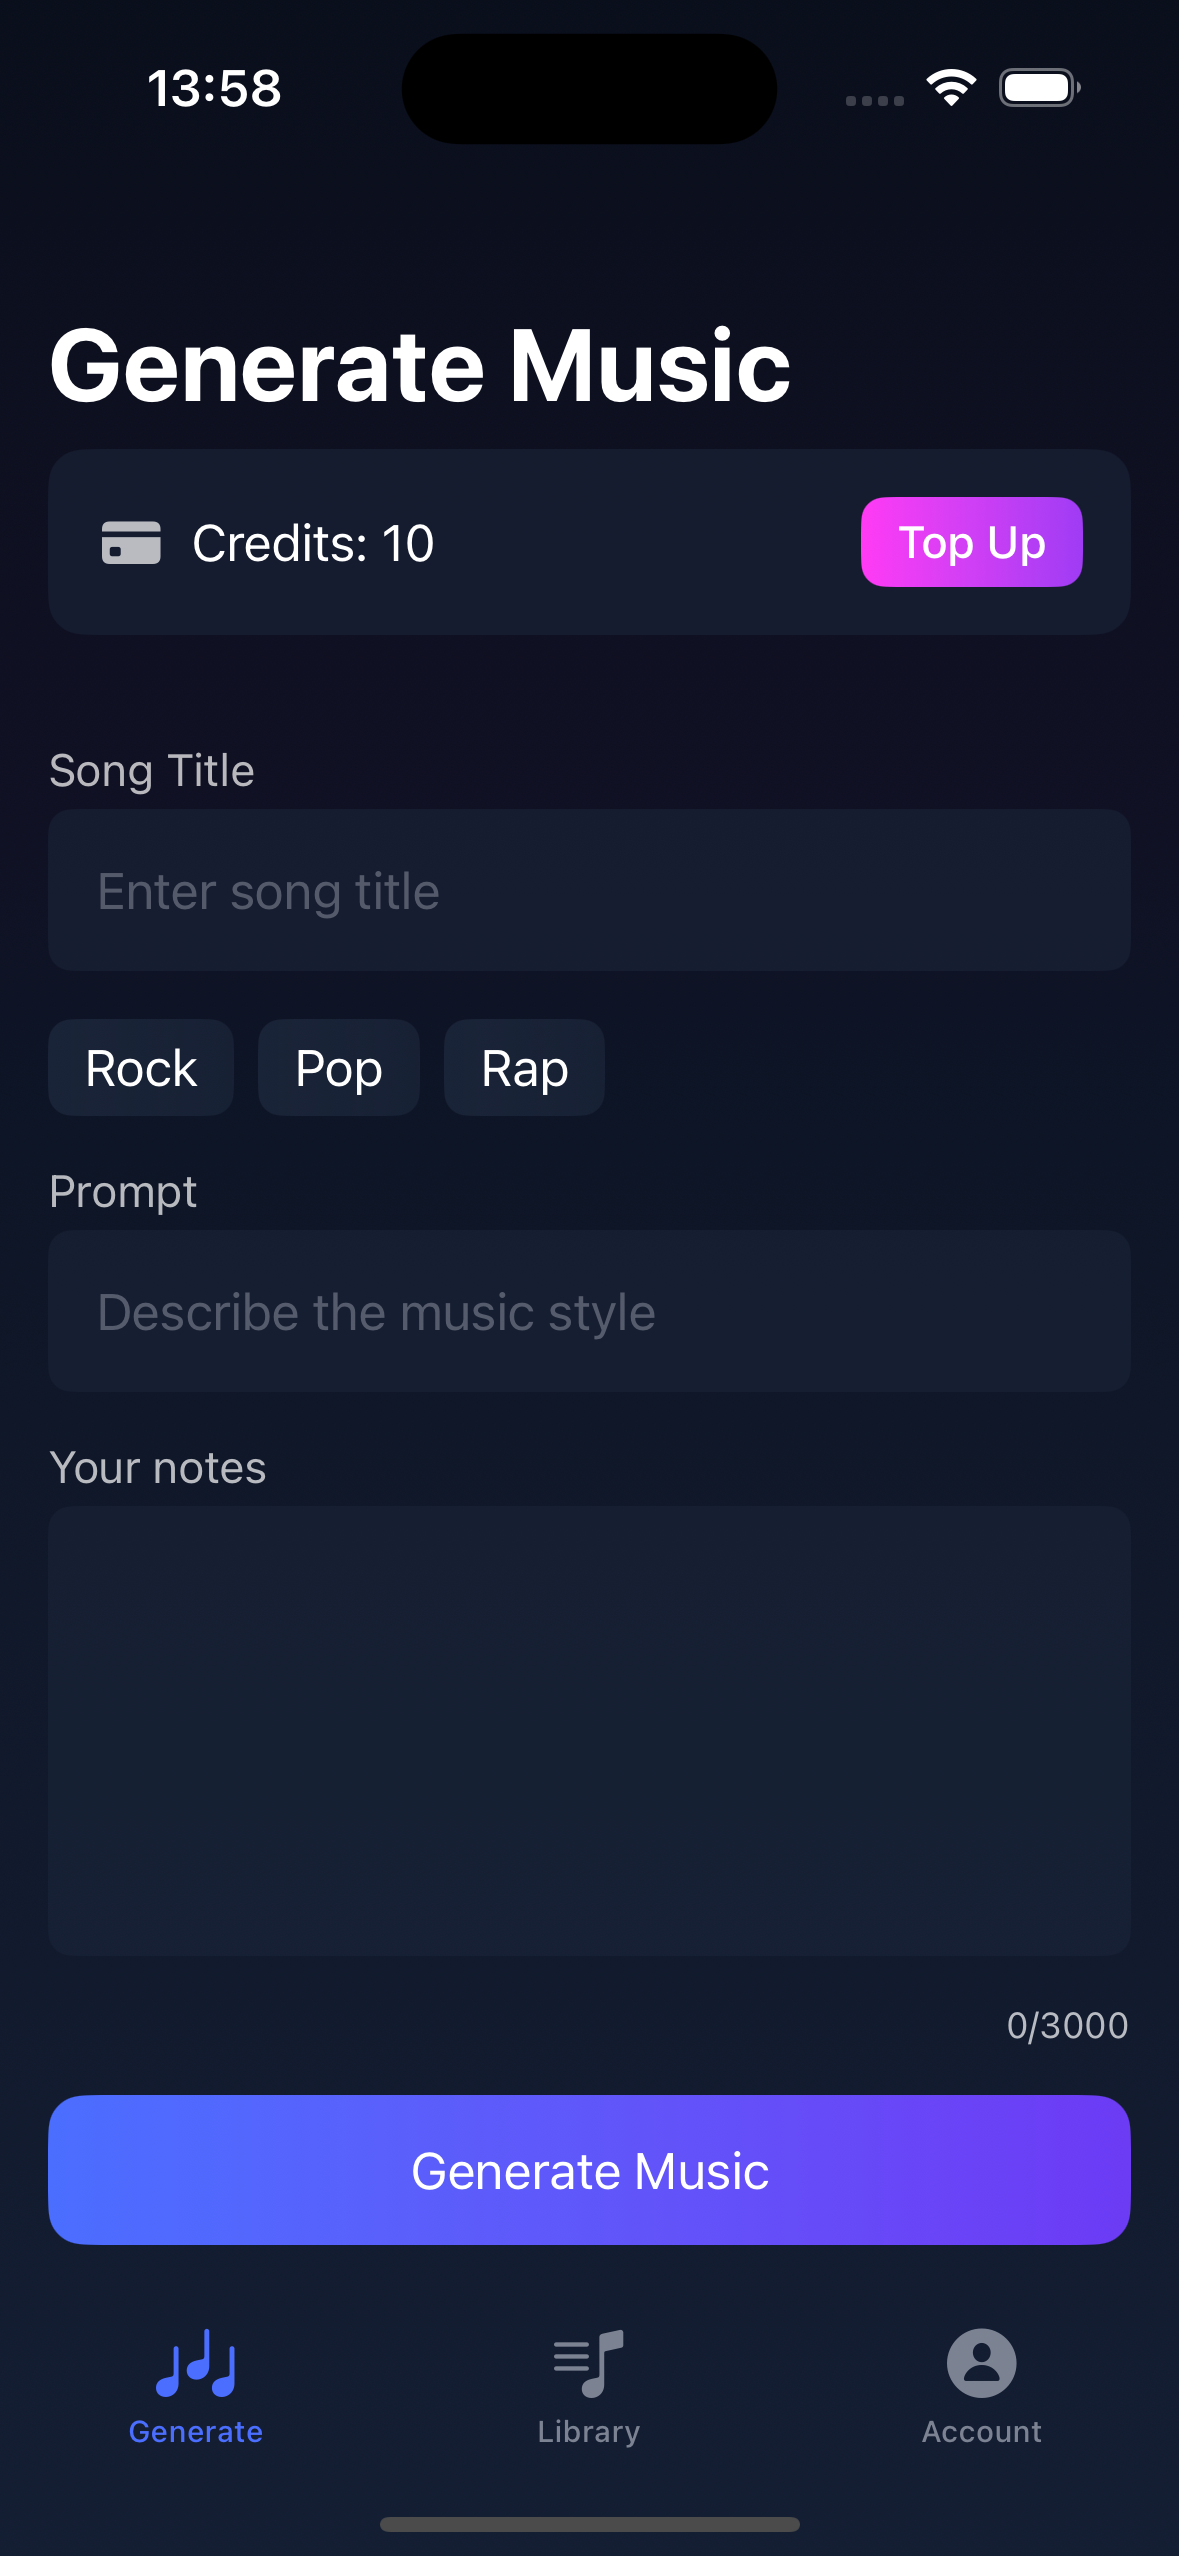 13:58
Generate Music
Credits: 10
Top Up
Song Title
Enter song title
Rock
Pop
Rap
Prompt
Describe the music style
Your notes
0/3000
Generate Music
Generate
Library
Account